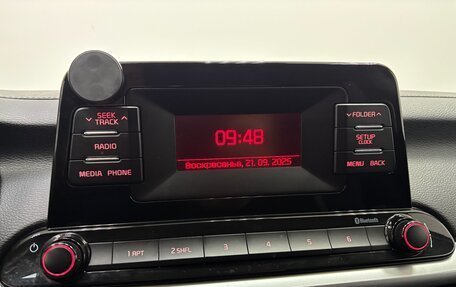 SEEK
TRACK
RADIO
MEDIA PHONE
09:48
Воскресенье, 21. 09. 2025
FOLDER
SETUP
CLOCK
MENU BACK
Bluetooth
1 RPT 2 SHFL 3 4 5 6